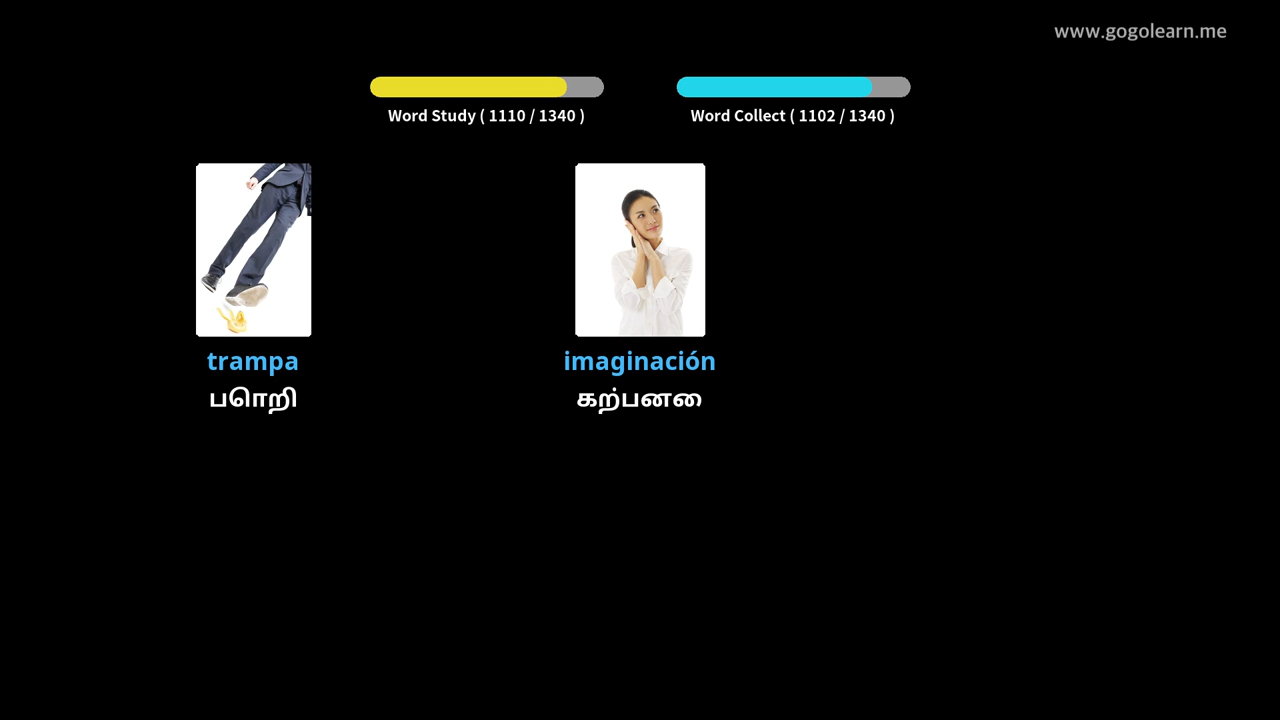 www.gogolearn.me
Word Study ( 1110 / 1340 )
Word Collect ( 1102 / 1340 )
trampa
பொறி
imaginación
கற்பனை